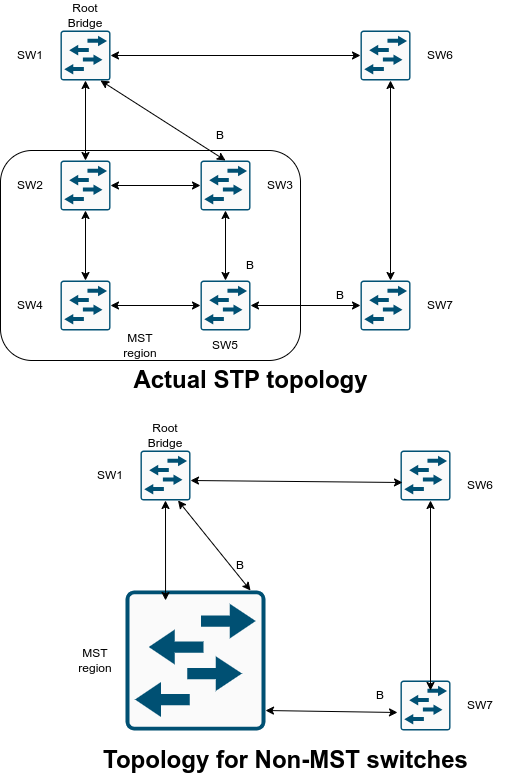 Root
Bridge
SW1
SW6
B
SW2
SW3
B
B
SW4
SW7
MST
region
SW5
Actual STP topology
Root
Bridge
SW1
SW6
B
MST
region
B
SW7
Topology for Non-MST switches